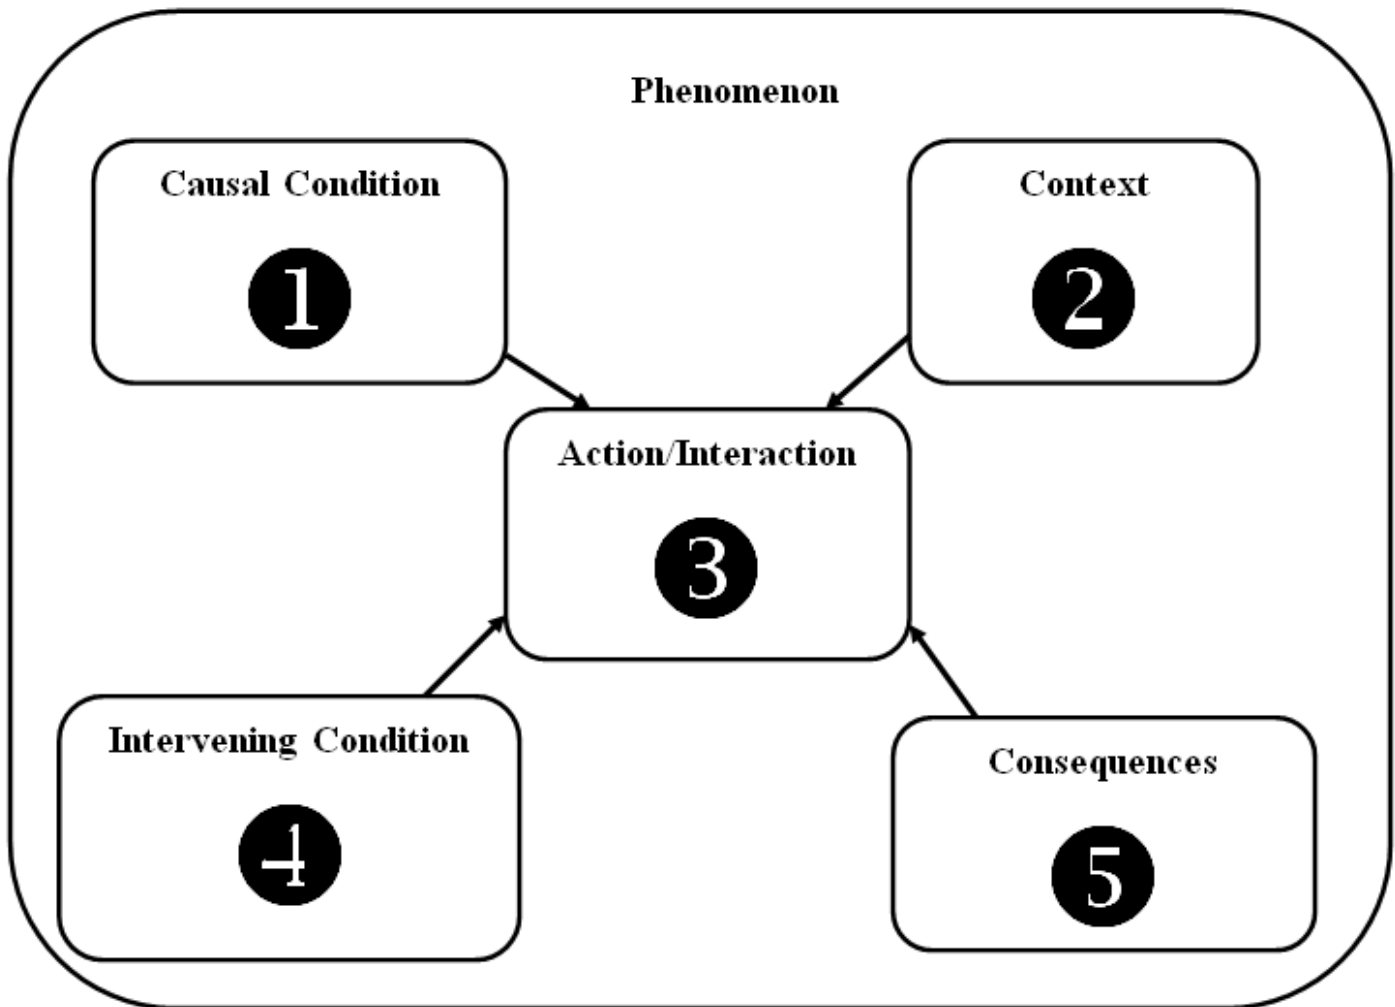 Phenomenon
Causal Condition
1
Context
2
Action/Interaction
3
Intervening Condition
4
Consequences
5